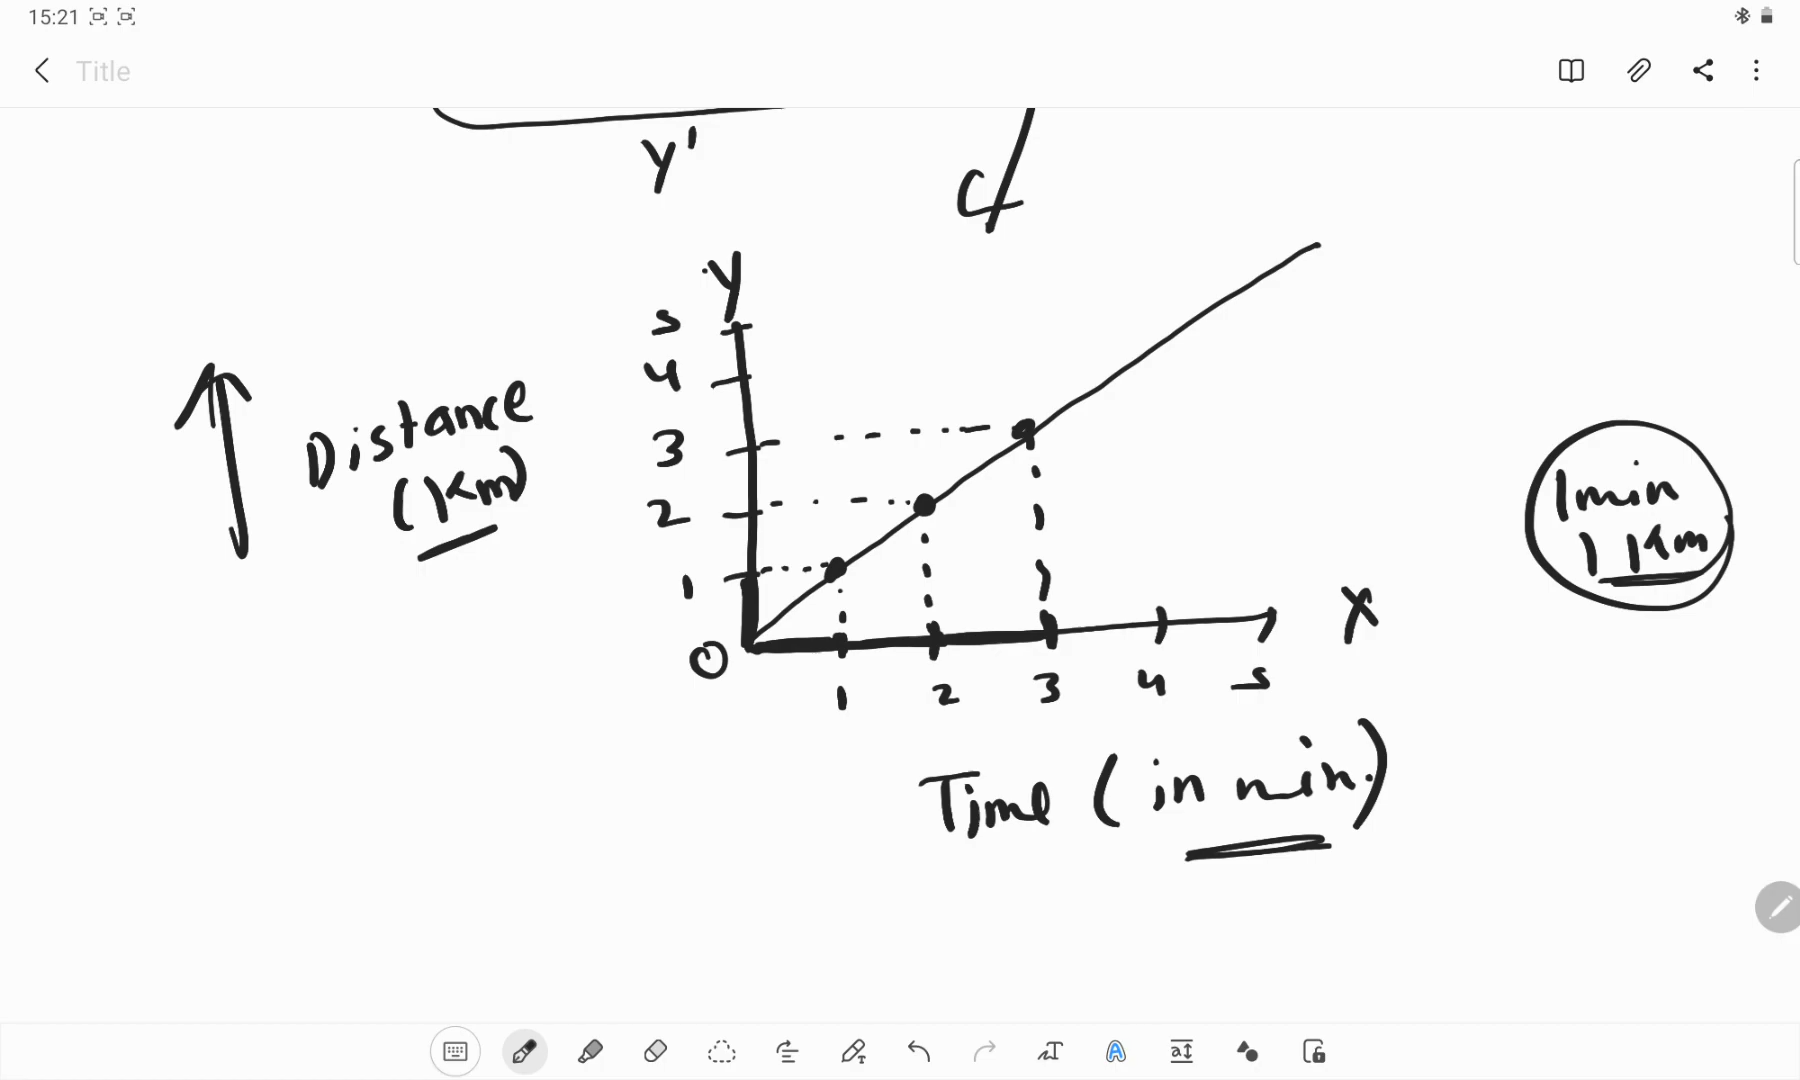 15:21
Title
Y'
Y
5
4
3
2
1
0
Distance
(Km)
1min
1 Km
X
1 2 3 4 5
Time (in min.)